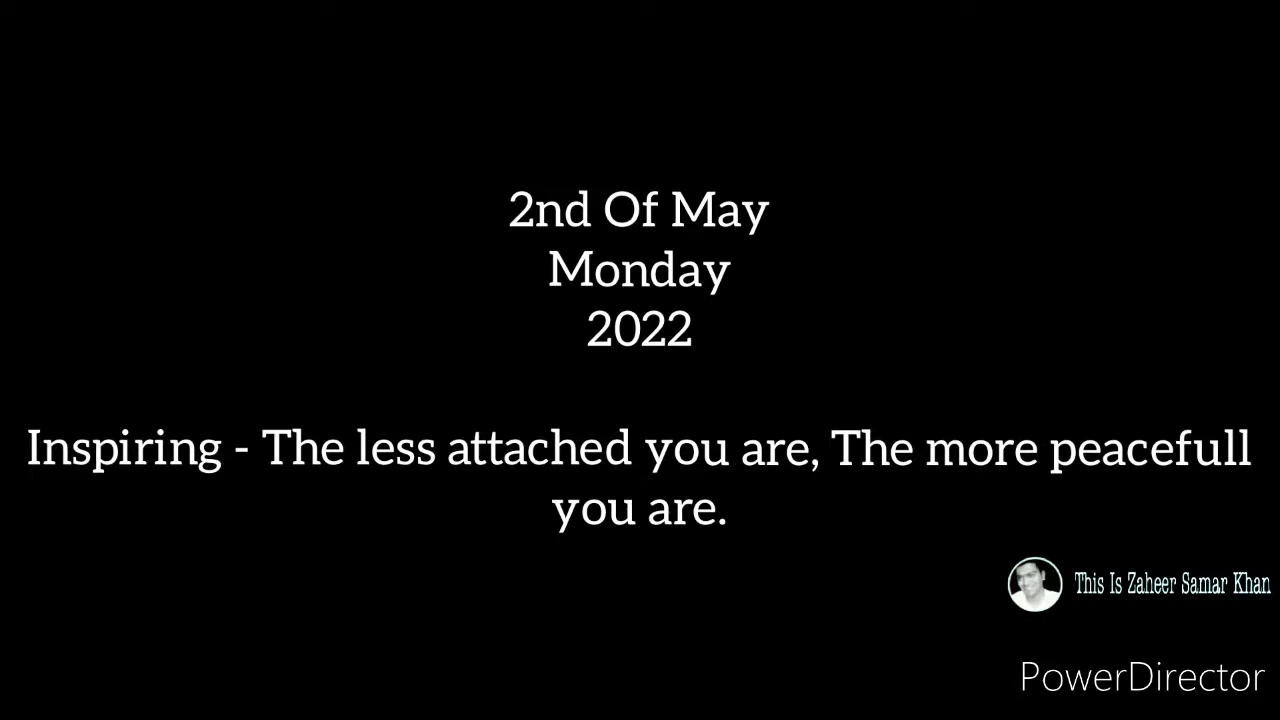 2nd Of May
Monday
2022
Inspiring - The less attached you are, The more peacefull
you are.
This Is Zaheer Samar Khan
PowerDirector